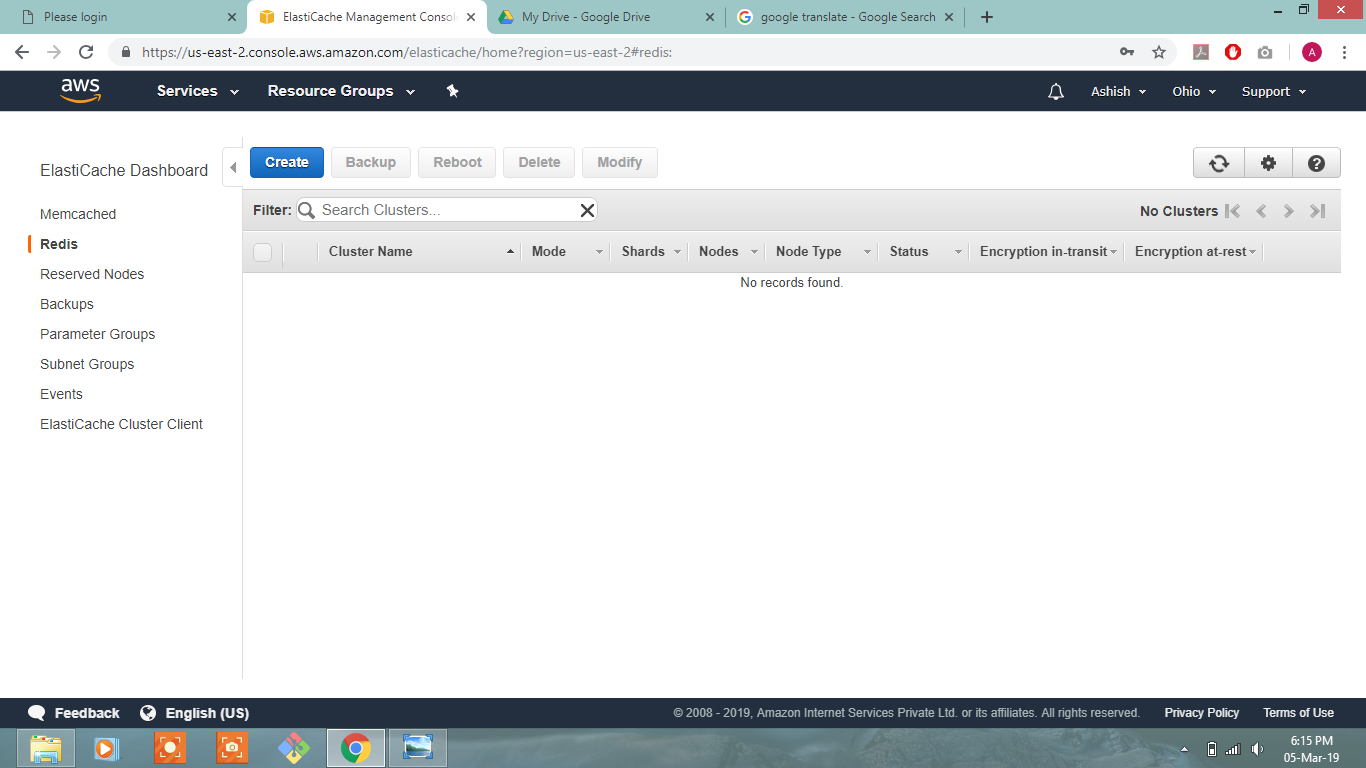 Please login
ElastiCache Management Conso
My Drive - Google Drive
google translate - Google Search
https://us-east-2.console.aws.amazon.com/elasticache/home?region=us-east-2#redis:
A
aws
Services
Resource Groups
Ashish
Ohio
Support
ElastiCache Dashboard
Memcached
Redis
Reserved Nodes
Backups
Parameter Groups
Subnet Groups
Events
ElastiCache Cluster Client
Create
Backup
Reboot
Delete
Modify
Filter:
Search Clusters...
No Clusters
Cluster Name
Mode
Shards
Nodes
Node Type
Status
Encryption in-transit
Encryption at-rest
No records found.
Feedback
English (US)
© 2008 - 2019, Amazon Internet Services Private Ltd. or its affiliates. All rights reserved.
Privacy Policy
Terms of Use
6:15 PM
05-Mar-19